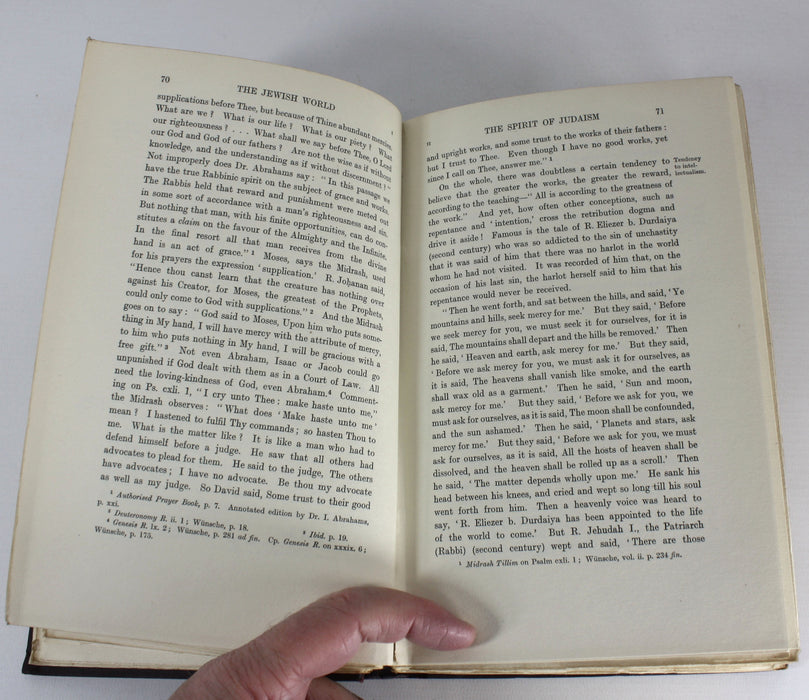 70
THE JEWISH WORLD
I
supplications before Thee, but because of Thine abundant mercies.
What are we? What is our life? What is our piety? What
our righteousness? . . . What shall we say before Thee, O Lord
our God and God of our fathers? Are not the wise as if without
knowledge, and the understanding as if without discernment?"
Not improperly does Dr. Abrahams say: "In this passage we
have the true Rabbinic spirit on the subject of grace and works.
The Rabbis held that reward and punishment were meted out
in some sort of accordance with a man's righteousness and sin.
But nothing that man, with his finite opportunities, can do con-
stitutes a claim on the favour of the Almighty and the Infinite.
In the final resort all that man receives from the divine
hand is an act of grace." 1 Moses, says the Midrash, used
for his prayers the expression 'supplication.' R. Joḥanan said,
"Hence thou canst learn that the creature has nothing over
against his Creator, for Moses, the greatest of the Prophets,
could only come to God with supplications." 2 And the Midrash
goes on to say: "God said to Moses, Upon him who puts some-
thing in My hand, I will have mercy with the attribute of mercy,
to him who puts nothing in My hand, I will be gracious with a
free gift." 3 Not even Abraham, Isaac or Jacob could go
unpunished if God dealt with them as in a Court of Law. All
need the loving-kindness of God, even Abraham.4 Comment-
ing on Ps. cxli. 1, "I cry unto Thee: make haste unto me,"
the Midrash observes: "What does 'Make haste unto me'
mean? I hastened to fulfil Thy commands; so hasten Thou to
me. What is the matter like? It is like a man who had to
defend himself before a judge. He saw that all others had
advocates to plead for them. He said to the judge, The others
have advocates; I have no advocate. Be thou my advocate
as well as my judge. So David said, Some trust to their good
1 Authorised Prayer Book, p. 7. Annotated edition by Dr. I. Abrahams,
p. xxi.
2 Deuteronomy R. ii. 1; Wünsche, p. 18. 3 Ibid, p. 19.
4 Genesis R. lx. 2; Wünsche, p. 281 ad fin. Cp. Genesis R. on xxxix. 6;
Wünsche, p. 175.
II
THE SPIRIT OF JUDAISM
71
and upright works, and some trust to the works of their fathers:
but I trust to Thee. Even though I have no good works, yet
since I call on Thee, answer me." 1
On the whole, there was doubtless a certain tendency to
Tendency
to intel-
lectualism.
believe that the greater the works, the greater the reward,
according to the teaching—"All is according to the greatness of
the work." And yet, how often other conceptions, such as
repentance and 'intention,' cross the retribution dogma and
drive it aside! Famous is the tale of R. Eliezer b. Durdaiya
(second century) who was so addicted to the sin of unchastity
that it was said of him that there was no harlot in the world
whom he had not visited. It was recorded of him that, on the
occasion of his last sin, the harlot herself said to him that his
repentance would never be received.
"Then he went forth, and sat between the hills, and said, 'Ye
mountains and hills, seek mercy for me.' But they said, 'Before
we seek mercy for you, we must seek it for ourselves, for it is
said, The mountains shall depart and the hills be removed.' Then
he said, 'Heaven and earth, ask mercy for me.' But they said,
'Before we ask mercy for you, we must ask it for ourselves, as
it is said, The heavens shall vanish like smoke, and the earth
shall wax old as a garment.' Then he said, 'Sun and moon,
ask mercy for me.' But they said, 'Before we ask for you, we
must ask for ourselves, as it is said, The moon shall be confounded,
and the sun ashamed.' Then he said, 'Planets and stars, ask
mercy for me.' But they said, 'Before we ask for you, we must
ask for ourselves, as it is said, All the hosts of heaven shall be
dissolved, and the heaven shall be rolled up as a scroll.' Then
he said, 'The matter depends wholly upon me.' He sank his
head between his knees, and cried and wept so long till his soul
went forth from him. Then a heavenly voice was heard to
say, 'R. Eliezer b. Durdaiya has been appointed to the life
of the world to come.' But R. Jehudah I., the Patriarch
(Rabbi) (second century) wept and said, 'There are those
1 Midrash Tillim on Psalm cxli. 1; Wünsche, vol. ii. p. 234 fin.